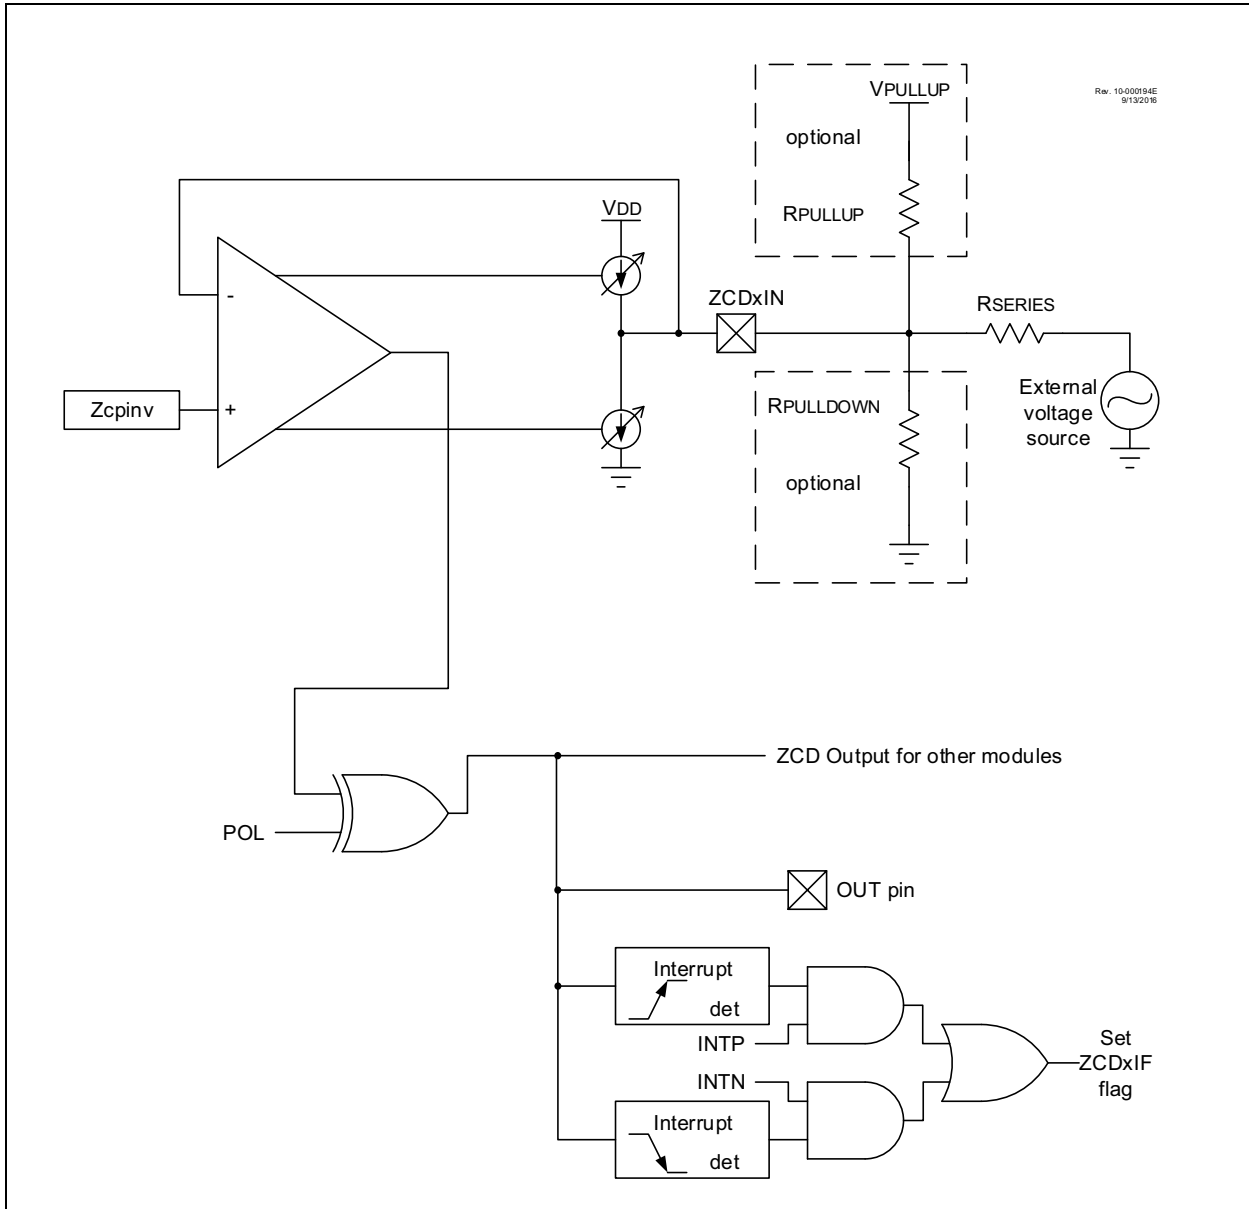 VPULLUP
Rev. 10-000194E
9/13/2016
optional
RPULLUP
VDD
ZCDxIN
RSERIES
-
Zcpinv
+
RPULLDOWN
External
voltage
source
optional
ZCD Output for other modules
POL
OUT pin
Interrupt
det
INTP
Set
ZCDxIF
flag
INTN
Interrupt
det